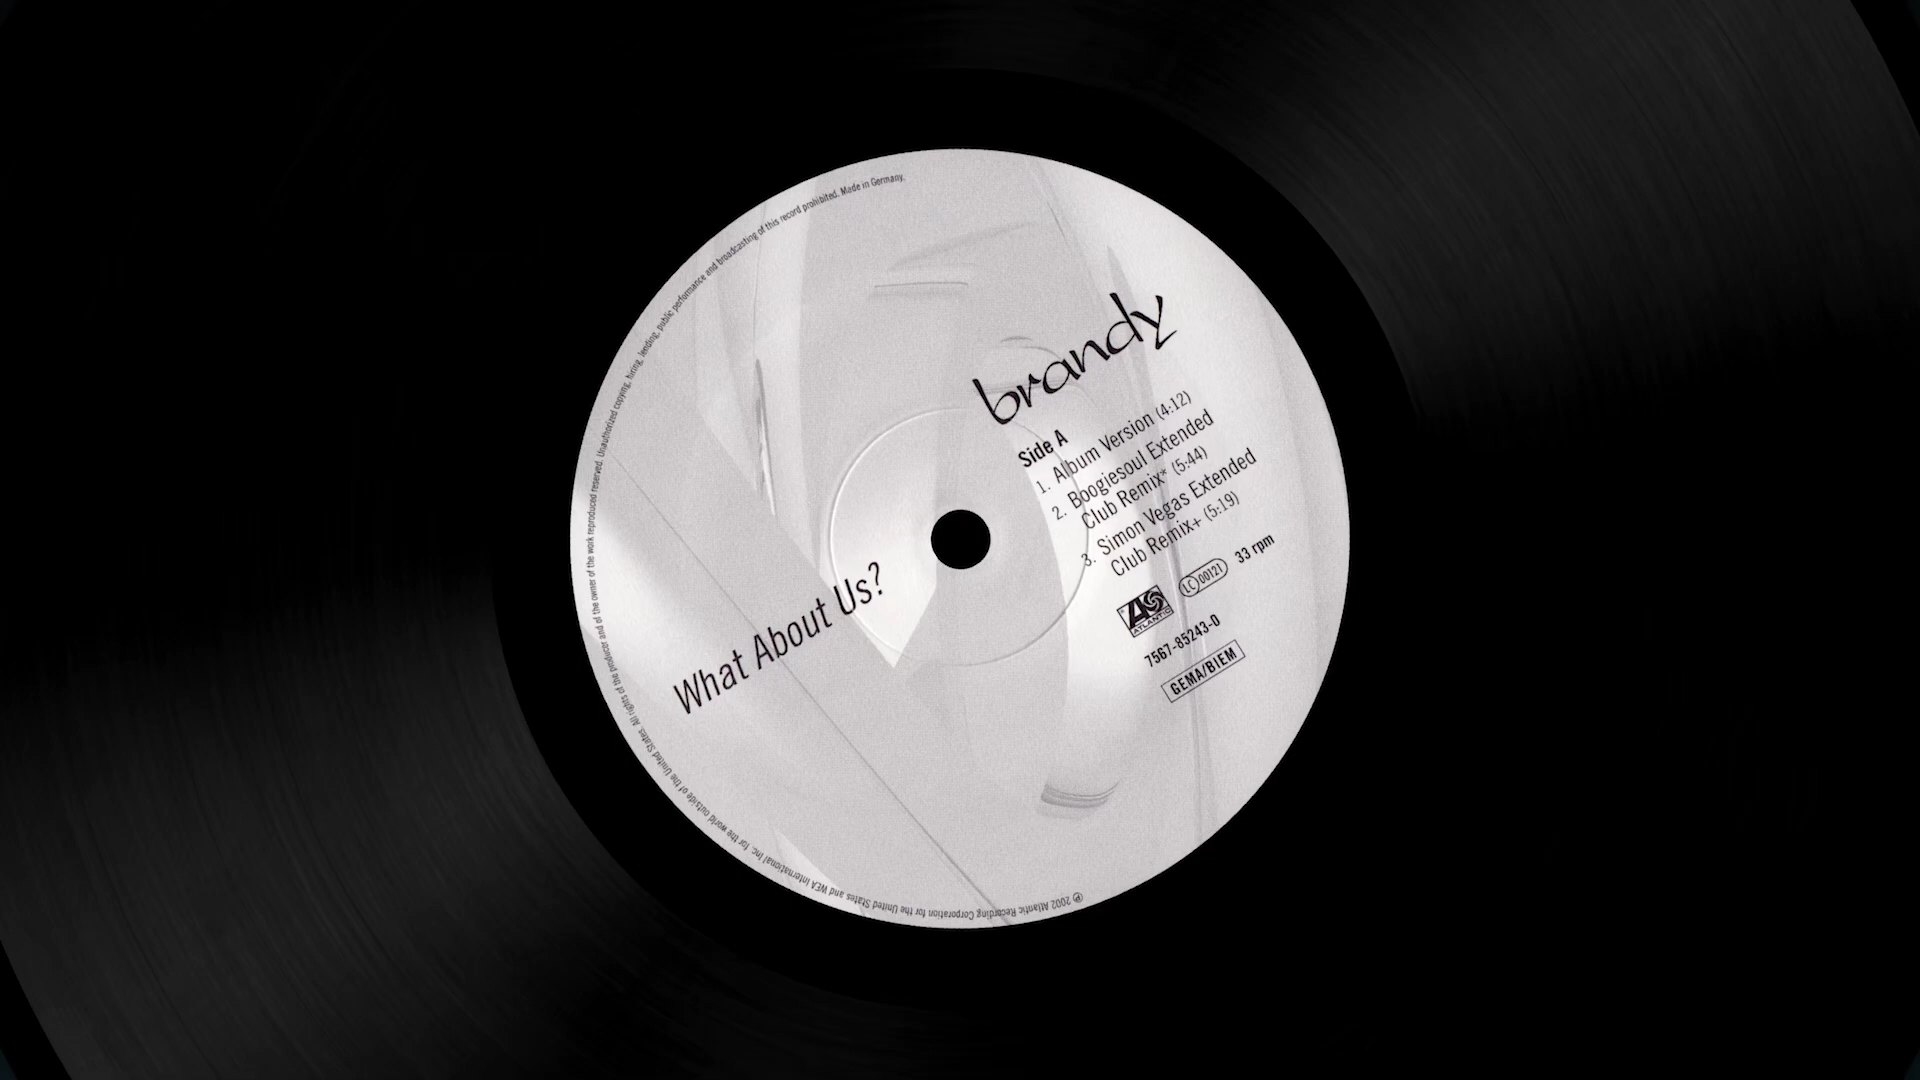 brandy
Side A
1. Album Version (4:12)
2. Boogiesoul Extended
Club Remix* (5:44)
3. Simon Vegas Extended
Club Remix+ (5:19)
What About Us?
ATLANTIC
LC 00121
33 rpm
7567-85243-0
GEMA/BIEM
℗ 2002 Atlantic Recording Corporation for the United States and WEA International Inc. for the world outside of the United States. All rights of the producer and of the owner of the work reproduced reserved. Unauthorized copying, hiring, lending, public performance and broadcasting of this record prohibited. Made in Germany.